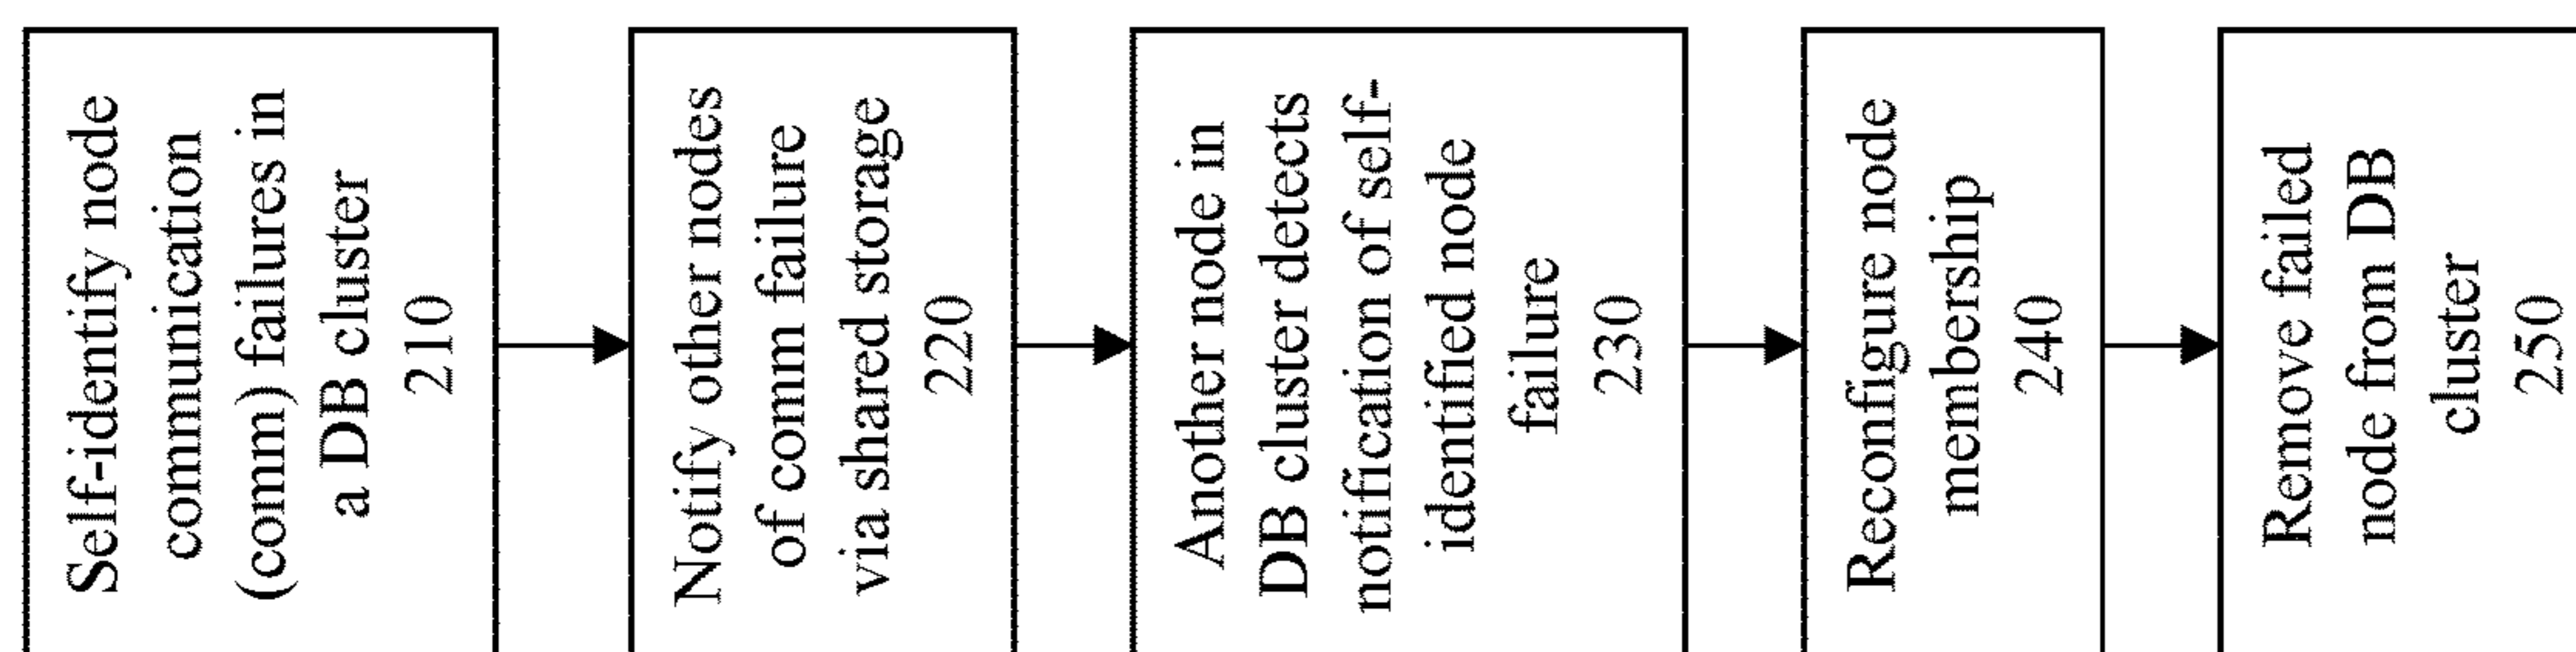 Self-identify node
communication
(comm) failures in
a DB cluster
210
Notify other nodes
of comm failure
via shared storage
220
Another node in
DB cluster detects
notification of self-
identified node
failure
230
Reconfigure node
membership
240
Remove failed
node from DB
cluster
250